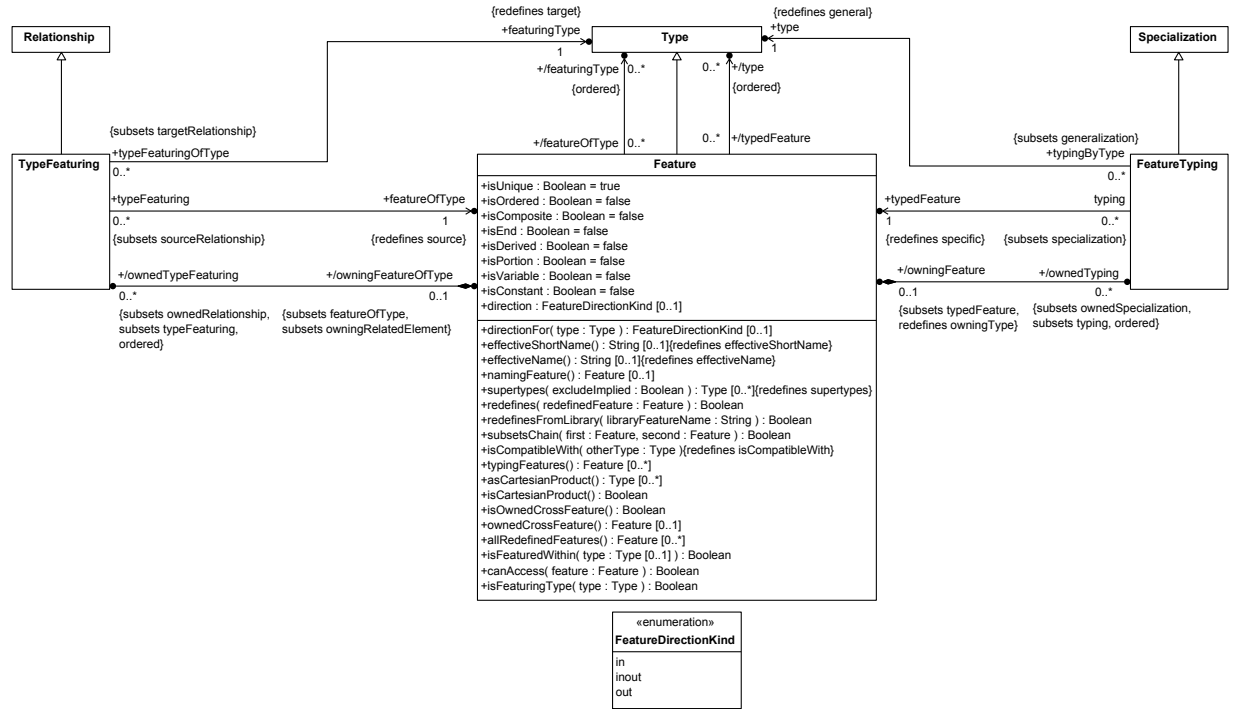 {redefines target}
{redefines general}
+featuringType
+type
Relationship
Type
Specialization
1
1
+/featuringType
0..*
0..*
+/type
{ordered}
{ordered}
{subsets targetRelationship}
{subsets generalization}
+/featureOfType
0..*
0..*
+/typedFeature
+typeFeaturingOfType
+typingByType
TypeFeaturing
0..*
Feature
0..*
FeatureTyping
+isUnique : Boolean = true
+isOrdered : Boolean = false
+isComposite : Boolean = false
+isEnd : Boolean = false
+isDerived : Boolean = false
+isPortion : Boolean = false
+isVariable : Boolean = false
+isConstant : Boolean = false
+direction : FeatureDirectionKind [0..1]
+typeFeaturing
+featureOfType
0..*
1
{subsets sourceRelationship}
{redefines source}
+typedFeature
typing
1
0..*
{redefines specific}
{subsets specialization}
+/ownedTypeFeaturing
+/owningFeatureOfType
0..*
0..1
{subsets ownedRelationship,
subsets typeFeaturing,
ordered}
{subsets featureOfType,
subsets owningRelatedElement}
+/owningFeature
+/ownedTyping
0..1
0..*
{subsets typedFeature,
redefines owningType}
{subsets ownedSpecialization,
subsets typing, ordered}
+directionFor( type : Type ) : FeatureDirectionKind [0..1]
+effectiveShortName() : String [0..1]{redefines effectiveShortName}
+effectiveName() : String [0..1]{redefines effectiveName}
+namingFeature() : Feature [0..1]
+supertypes( excludeImplied : Boolean ) : Type [0..*]{redefines supertypes}
+redefines( redefinedFeature : Feature ) : Boolean
+redefinesFromLibrary( libraryFeatureName : String ) : Boolean
+subsetsChain( first : Feature, second : Feature ) : Boolean
+isCompatibleWith( otherType : Type ){redefines isCompatibleWith}
+typingFeatures() : Feature [0..*]
+asCartesianProduct() : Type [0..*]
+isCartesianProduct() : Boolean
+isOwnedCrossFeature() : Boolean
+ownedCrossFeature() : Feature [0..1]
+allRedefinedFeatures() : Feature [0..*]
+isFeaturedWithin( type : Type [0..1] ) : Boolean
+canAccess( feature : Feature ) : Boolean
+isFeaturingType( type : Type ) : Boolean
«enumeration»
FeatureDirectionKind
in
inout
out